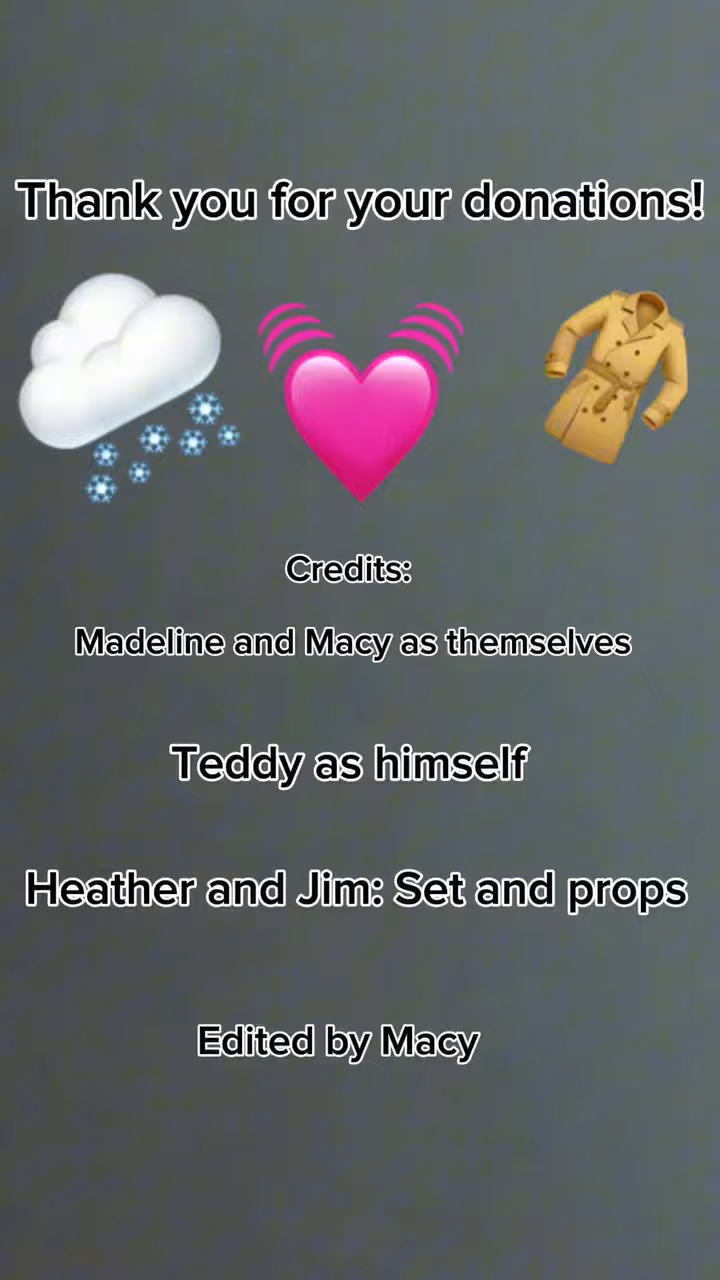 Thank you for your donations!
Credits:
Madeline and Macy as themselves
Teddy as himself
Heather and Jim: Set and props
Edited by Macy